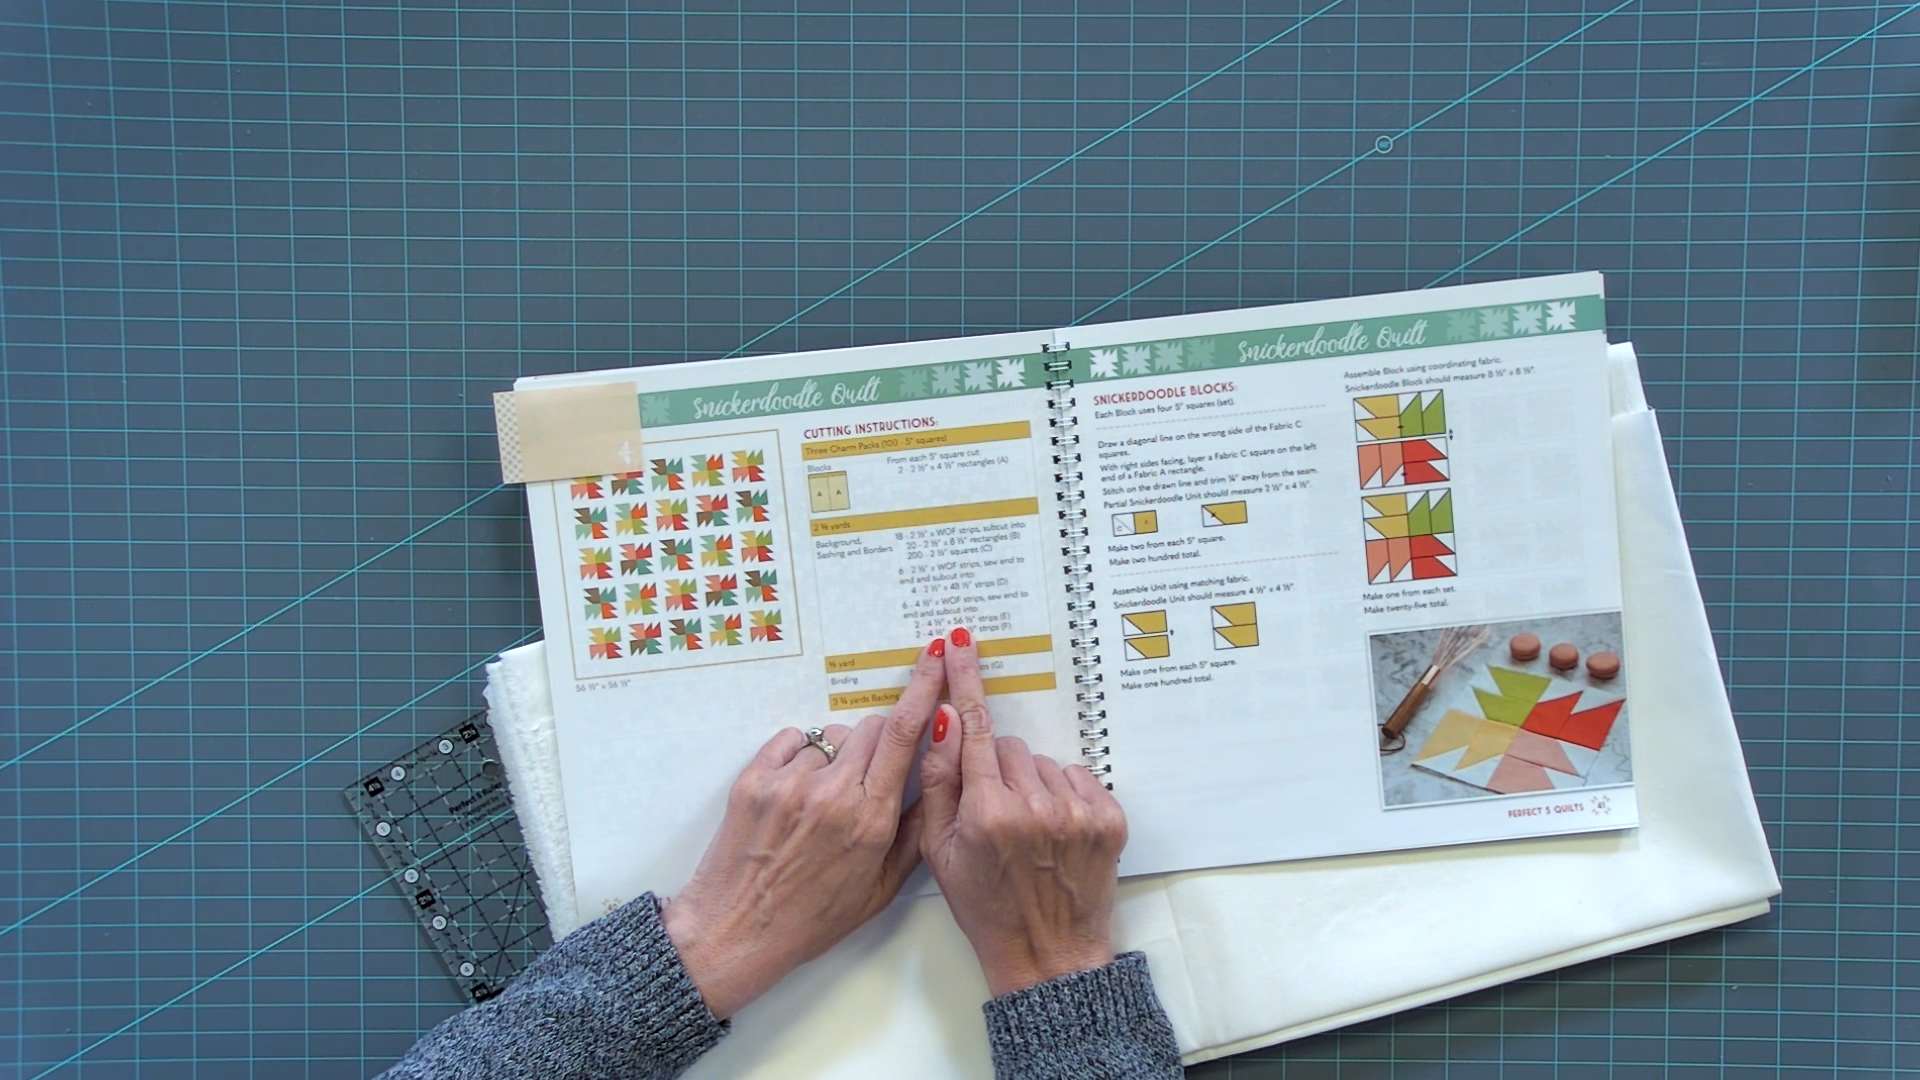 Snickerdoodle Quilt
CUTTING INSTRUCTIONS:
Three Charm Packs (100 - 5" squares)
Blocks
From each 5" square cut:
2 - 2 ½" x 4 ½" rectangles (A)
A A
Background,
Sashing and Borders
18 - 2 ½" x WOF strips, subcut into:
20 - 2 ½" x 8 ½" rectangles (B)
200 - 2 ½" squares (C)
6 - 2 ½" x WOF strips, sew end to
end and subcut into:
4 - 2 ½" x 48 ½" strips (D)
6 - 4 ½" x WOF strips, sew end to
end and subcut into:
2 - 4 ½" x 56 ½" strips (E)
2 - 4 ½" strips (F)
yard
Binding
(G)
yards Backing
56 ½" x 56 ½"
Snickerdoodle Quilt
SNICKERDOODLE BLOCKS:
Each Block uses four 5" squares (set).
Draw a diagonal line on the wrong side of the Fabric C
squares.
With right sides facing, layer a Fabric C square on the left
end of a Fabric A rectangle.
Stitch on the drawn line and trim ¼" away from the seam.
Partial Snickerdoodle Unit should measure 2 ½" x 4 ½".
C
Make two from each 5" square.
Make two hundred total.
Assemble Unit using matching fabric.
Snickerdoodle Unit should measure 4 ½" x 4 ½".
Make one from each 5" square.
Make one hundred total.
Assemble Block using coordinating fabric.
Snickerdoodle Block should measure 8 ½" x 8 ½".
Make one from each set.
Make twenty-five total.
PERFECT 5 QUILTS 41
Perfect 5 Ruler